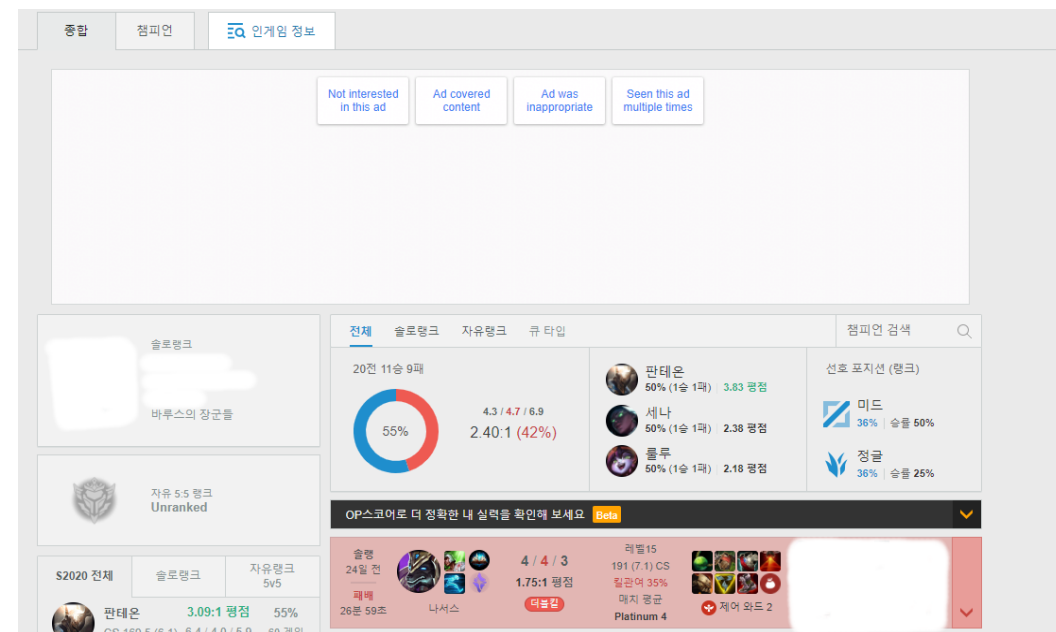 종합
챔피언
인게임 정보
Not interested
in this ad
Ad covered
content
Ad was
inappropriate
Seen this ad
multiple times
솔로랭크
바루스의 장군들
자유 5:5 랭크
Unranked
S2020 전체
솔로랭크
자유랭크
5v5
판테온
3.09:1 평점
55%
전체
솔로랭크
자유랭크
큐 타입
챔피언 검색
20전 11승 9패
55%
4.3 / 4.7 / 6.9
2.40:1 (42%)
판테온
50% (1승 1패) 3.83 평점
세나
50% (1승 1패) 2.38 평점
룰루
50% (1승 1패) 2.18 평점
선호 포지션 (랭크)
미드
36% 승률 50%
정글
36% 승률 25%
OP스코어로 더 정확한 내 실력을 확인해 보세요 Beta
솔랭
24일 전
패배
26분 59초
나서스
4 / 4 / 3
1.75:1 평점
더블킬
레벨15
191 (7.1) CS
킬관여 35%
매치 평균
Platinum 4
제어 와드 2